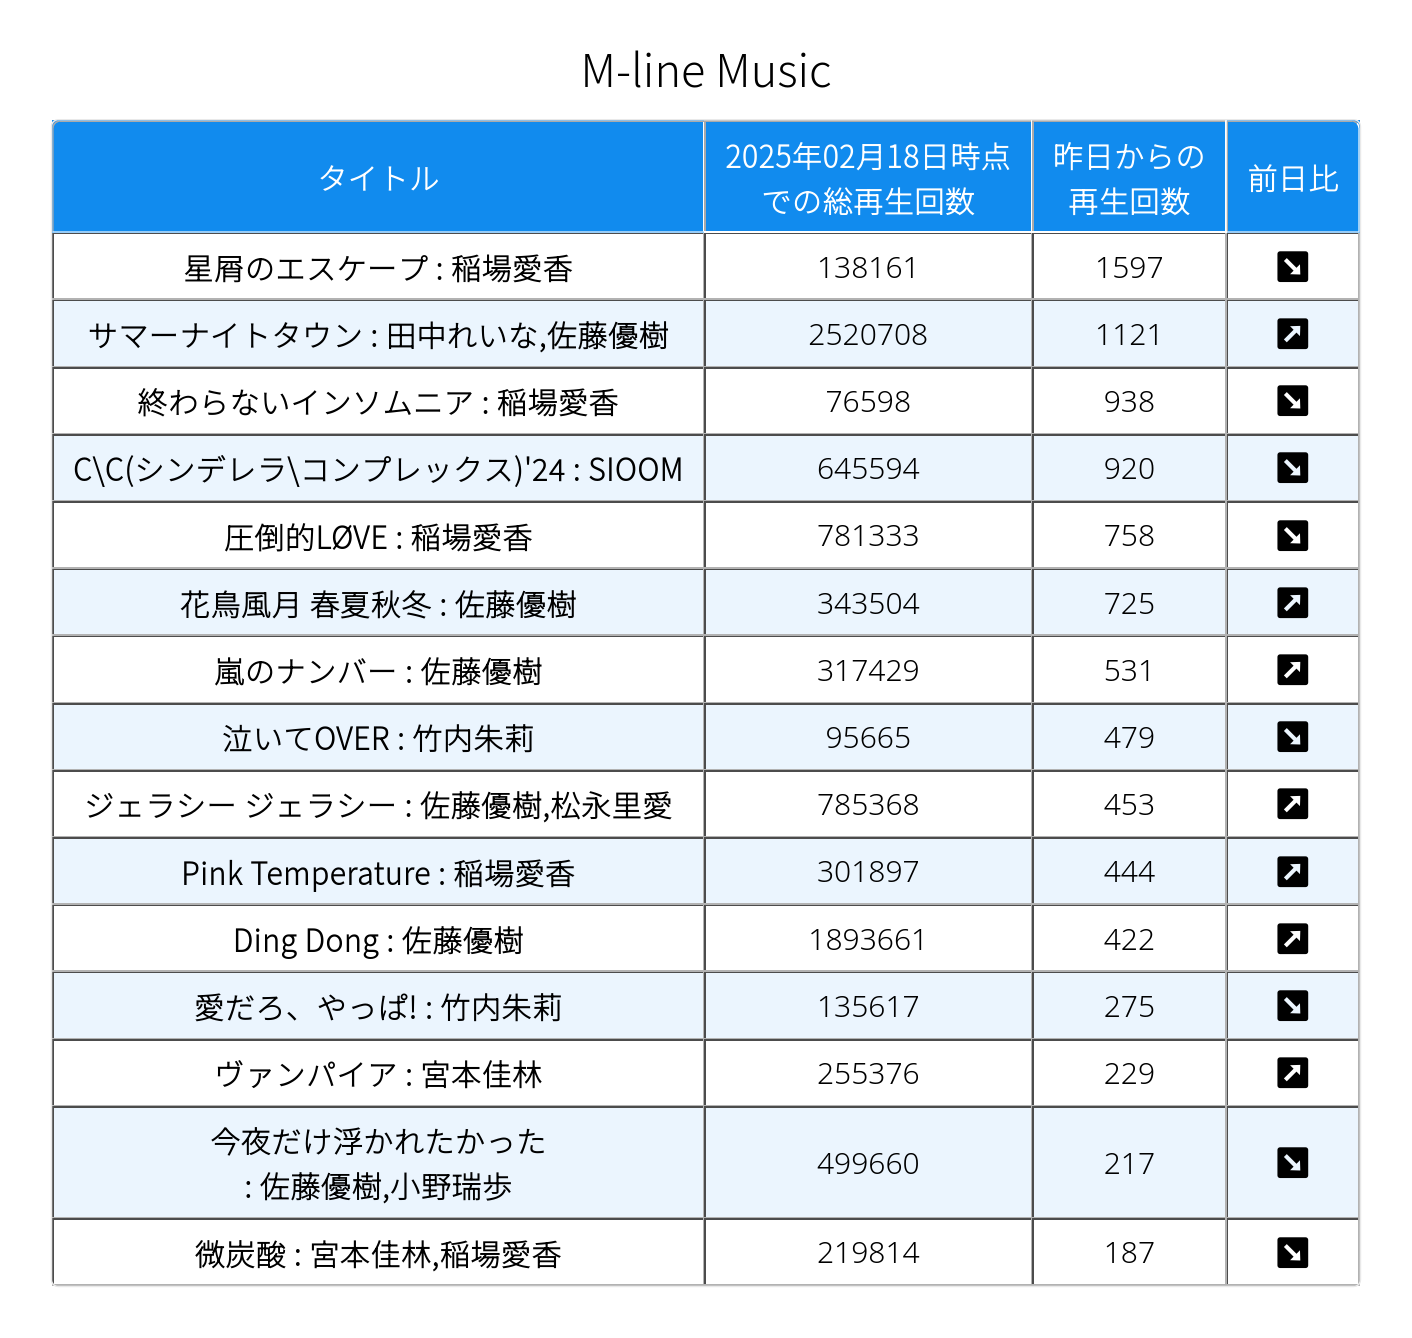 M-line Music
タイトル 2025年02月18日時点 昨日からの 前日比
での総再生回数 再生回数
星屑のエスケープ : 稲場愛香 138161 1597 ↘
サマーナイトタウン : 田中れいな,佐藤優樹 2520708 1121 ↗
終わらないインソムニア : 稲場愛香 76598 938 ↘
C\C(シンデレラ\コンプレックス)'24 : SIOOM 645594 920 ↘
圧倒的LØVE : 稲場愛香 781333 758 ↘
花鳥風月 春夏秋冬 : 佐藤優樹 343504 725 ↗
嵐のナンバー : 佐藤優樹 317429 531 ↗
泣いてOVER : 竹内朱莉 95665 479 ↘
ジェラシー ジェラシー : 佐藤優樹,松永里愛 785368 453 ↗
Pink Temperature : 稲場愛香 301897 444 ↗
Ding Dong : 佐藤優樹 1893661 422 ↗
愛だろ、やっぱ! : 竹内朱莉 135617 275 ↘
ヴァンパイア : 宮本佳林 255376 229 ↗
今夜だけ浮かれたかった
: 佐藤優樹,小野瑞歩 499660 217 ↘
微炭酸 : 宮本佳林,稲場愛香 219814 187 ↘